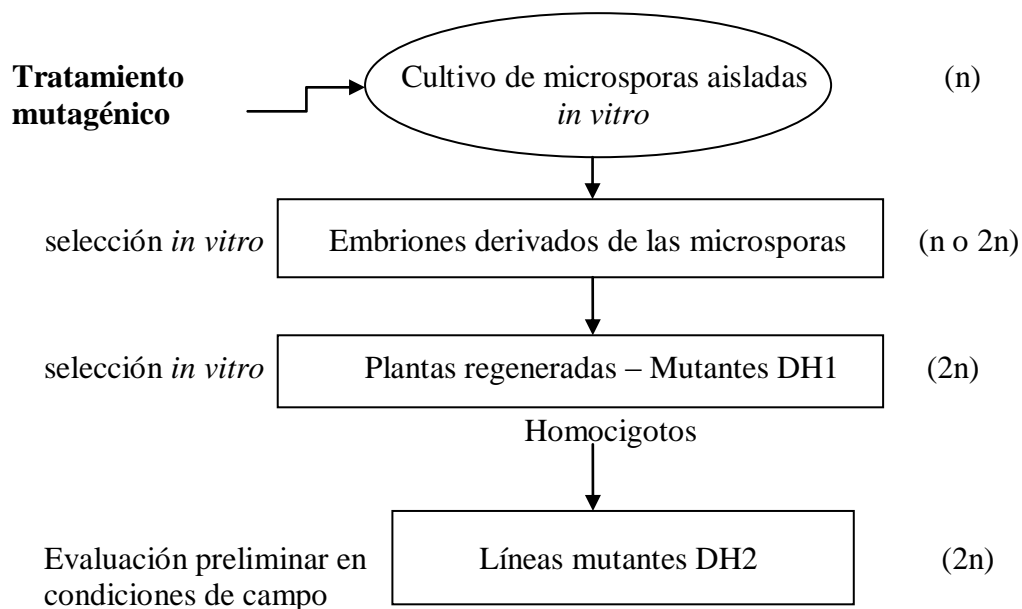 Tratamiento
mutagénico
Cultivo de microsporas aisladas
in vitro
(n)
selección in vitro
Embriones derivados de las microsporas
(n o 2n)
selección in vitro
Plantas regeneradas – Mutantes DH1
(2n)
Homocigotos
Evaluación preliminar en
condiciones de campo
Líneas mutantes DH2
(2n)